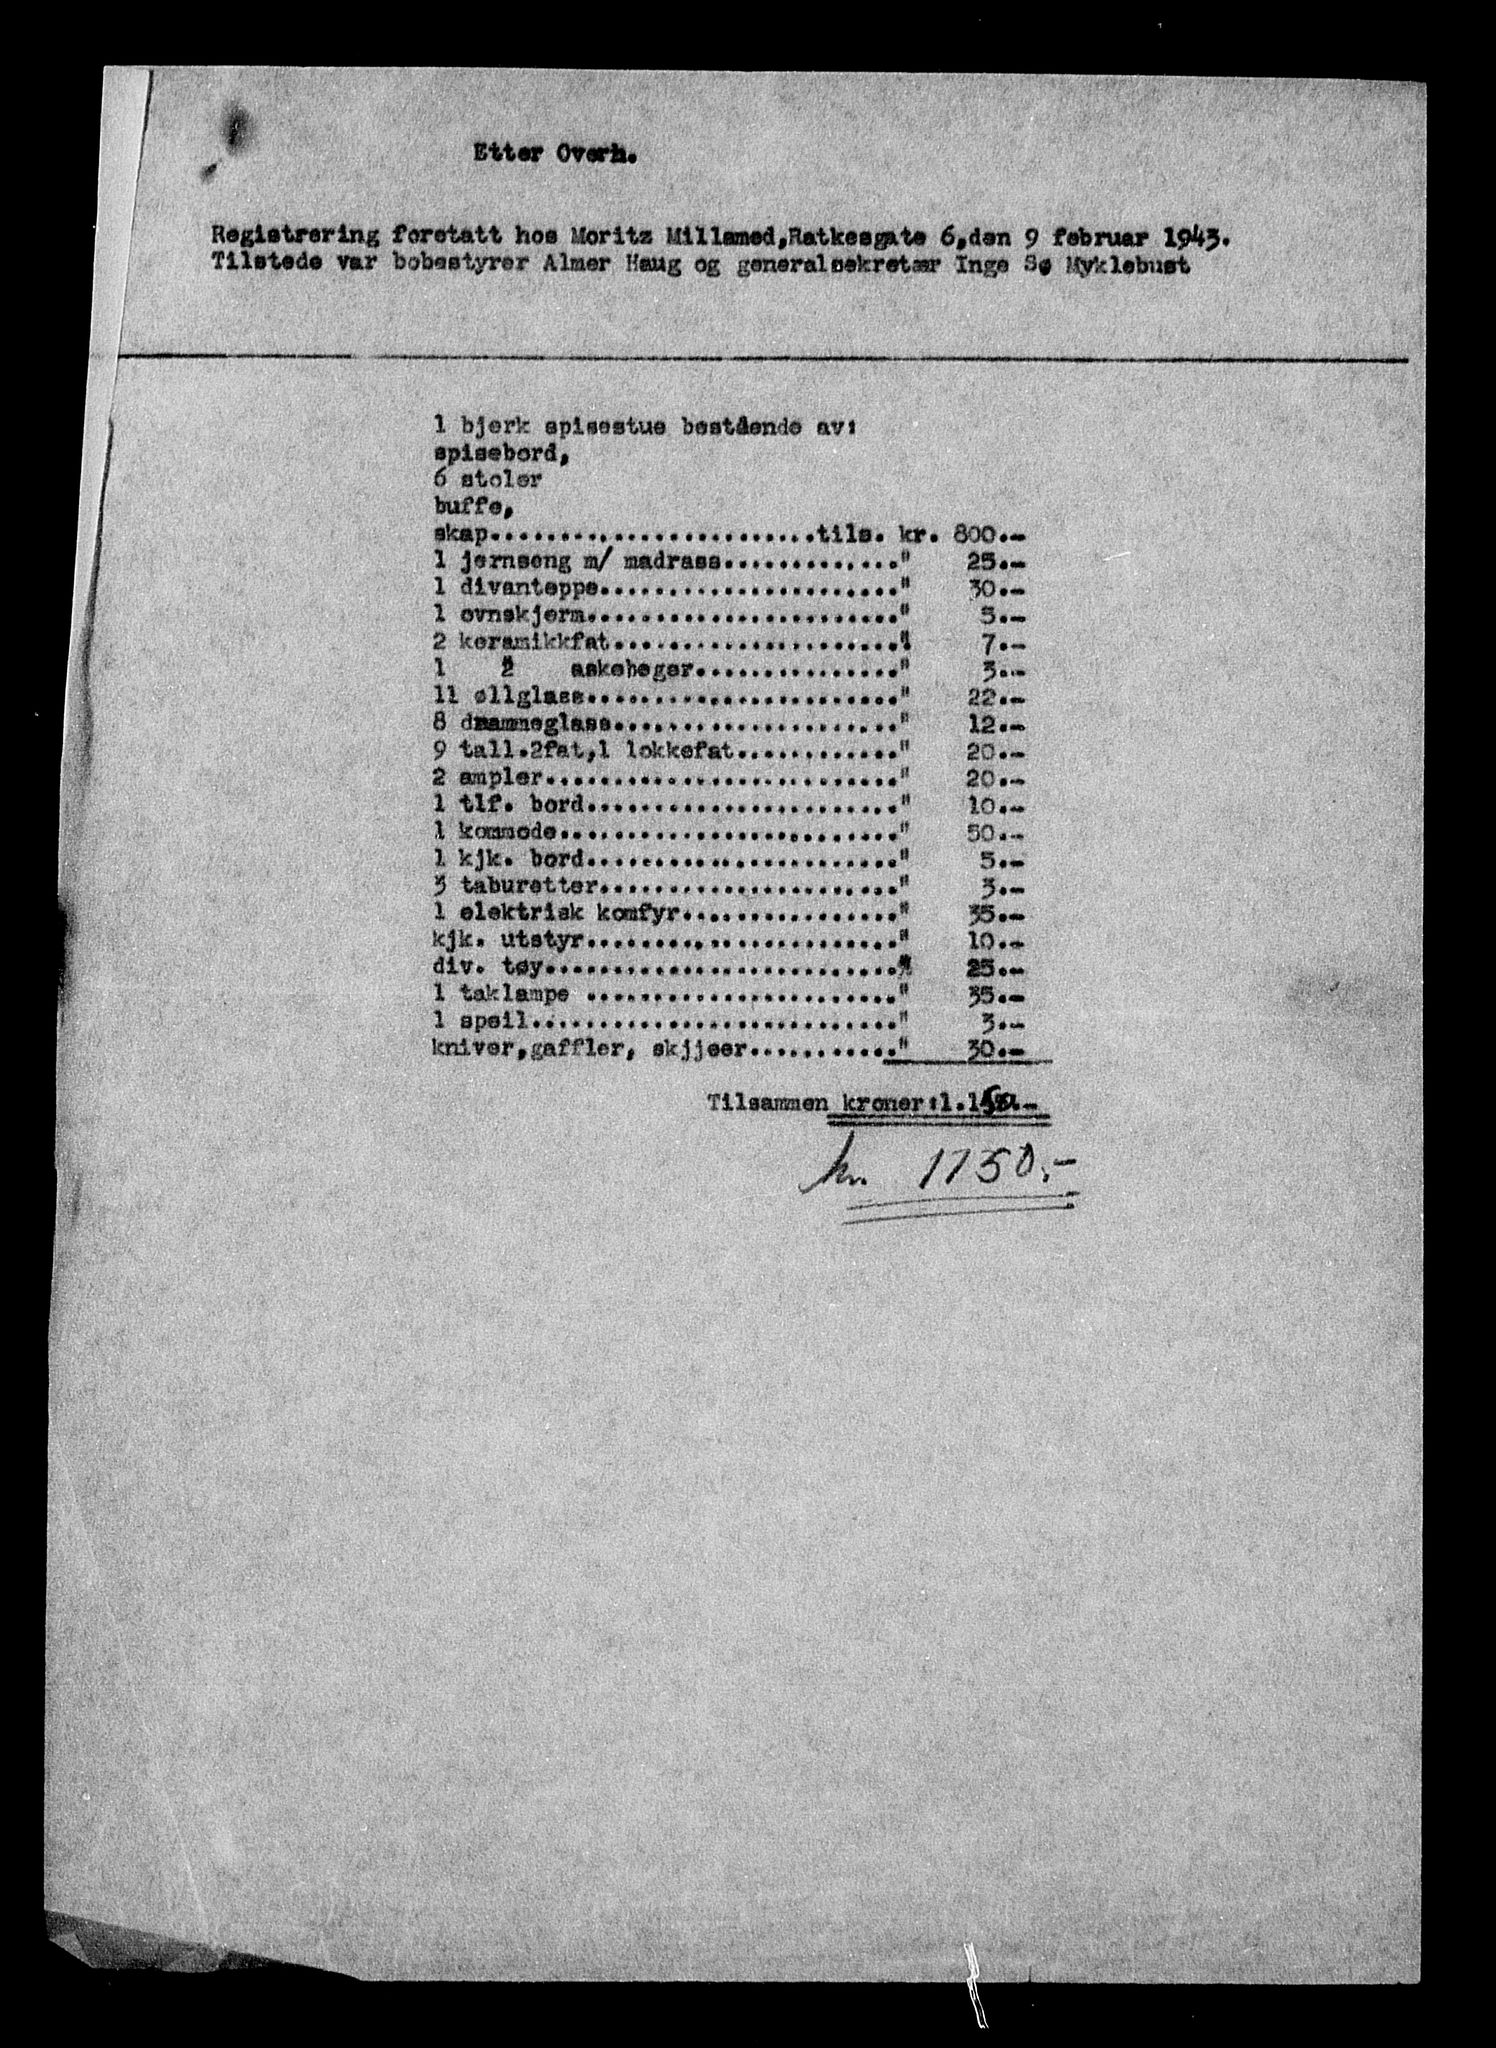 Etter Overh.
Registrering foretatt hos Moritz Millamed,Ratkesgate 6,den 9 februar 1943.
Tilstede var bobestyrer Almer Haug og generalsekretær Inge Sø Myklebust
1 bjerk spisestue bestående av:
spisebord,
6 stoler
buffe,
skap........................tils. kr. 800.--
1 jernseng m/ madrass............." 25.--
1 divanteppe......................" 30.--
1 ovnskjerm......................." 5.--
2 keramikkfat....................." 7.--
1 " askebeger..............." 3.--
11 øllglass......................." 22.--
8 drammeglass....................." 12.--
9 tall.2fat,1 lokkefat............" 20.--
2 ampler.........................." 20.--
1 tlf. bord......................." 10.--
1 kommode........................." 50.--
1 kjk. bord......................." 5.--
3 taburetter......................" 3.--
1 elektrisk komfyr................" 35.--
kjk. utstyr......................." 10.--
div. tøy.........................." 25.--
1 taklampe ......................." 35.--
1 speil..........................." 3.--
kniver,gaffler, skjjeer..........." 30.--
Tilsammen kroner:1.150.--
kr. 1150.-